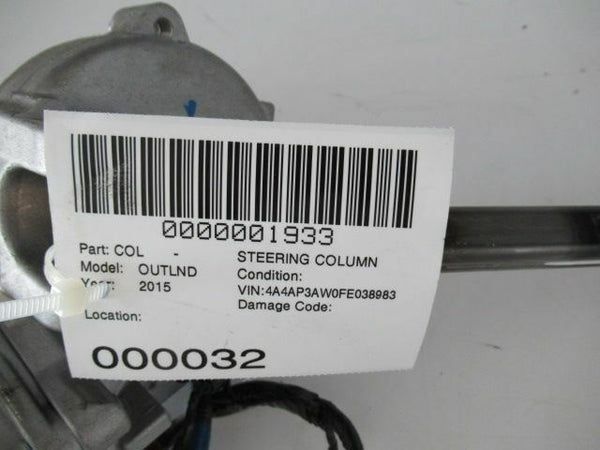 0000001933
Part: COL - STEERING COLUMN
Model: OUTLND Condition:
Year: 2015 VIN:4A4AP3AW0FE038983
Location: Damage Code:
000032